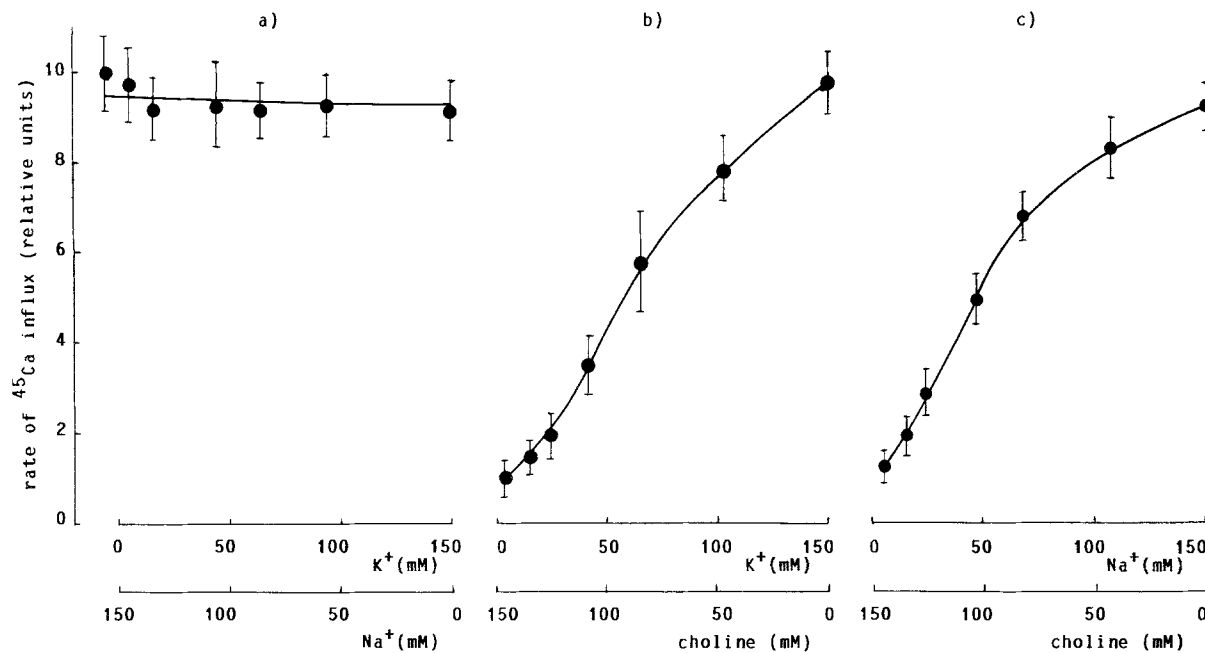 a)
b)
c)
rate of ⁴⁵Ca influx (relative units)
10
8
6
4
2
0
0 50 100 150
K⁺(mM)
150 100 50 0
Na⁺(mM)
0 50 100 150
K⁺(mM)
150 100 50 0
choline (mM)
0 50 100 150
Na⁺(mM)
150 100 50 0
choline (mM)